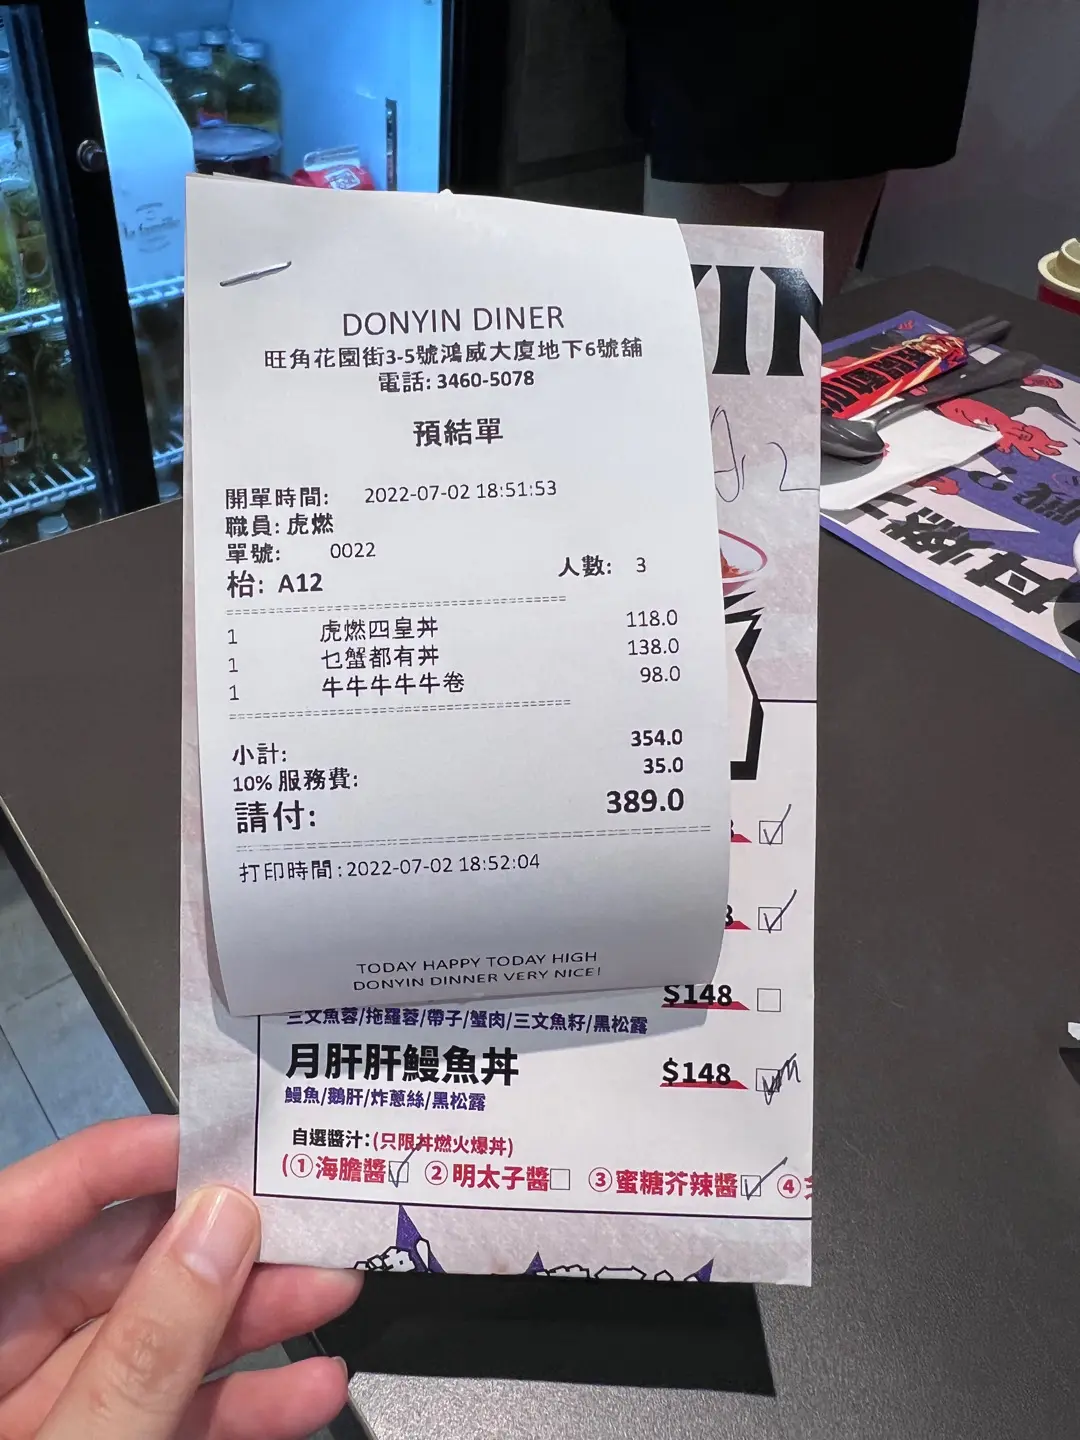 DONYIN DINER
旺角花園街3-5號鴻威大廈地下6號舖
電話: 3460-5078
預結單
開單時間: 2022-07-02 18:51:53
職員: 虎燃
單號: 0022
枱: A12 人數: 3
1 虎燃四皇丼 118.0
1 乜蟹都有丼 138.0
1 牛牛牛牛牛卷 98.0
小計: 354.0
10% 服務費: 35.0
請付: 389.0
打印時間:2022-07-02 18:52:04
TODAY HAPPY TODAY HIGH
DONYIN DINNER VERY NICE!
YIN
A12
$148
三文魚蓉/拖羅蓉/帶子/蟹肉/三文魚籽/黑松露
月肝肝鰻魚丼 $148
鰻魚/鵝肝/炸蔥絲/黑松露
自選醬汁:(只限丼燃火爆丼)
(①海膽醬 ②明太子醬 ③蜜糖芥辣醬 ④